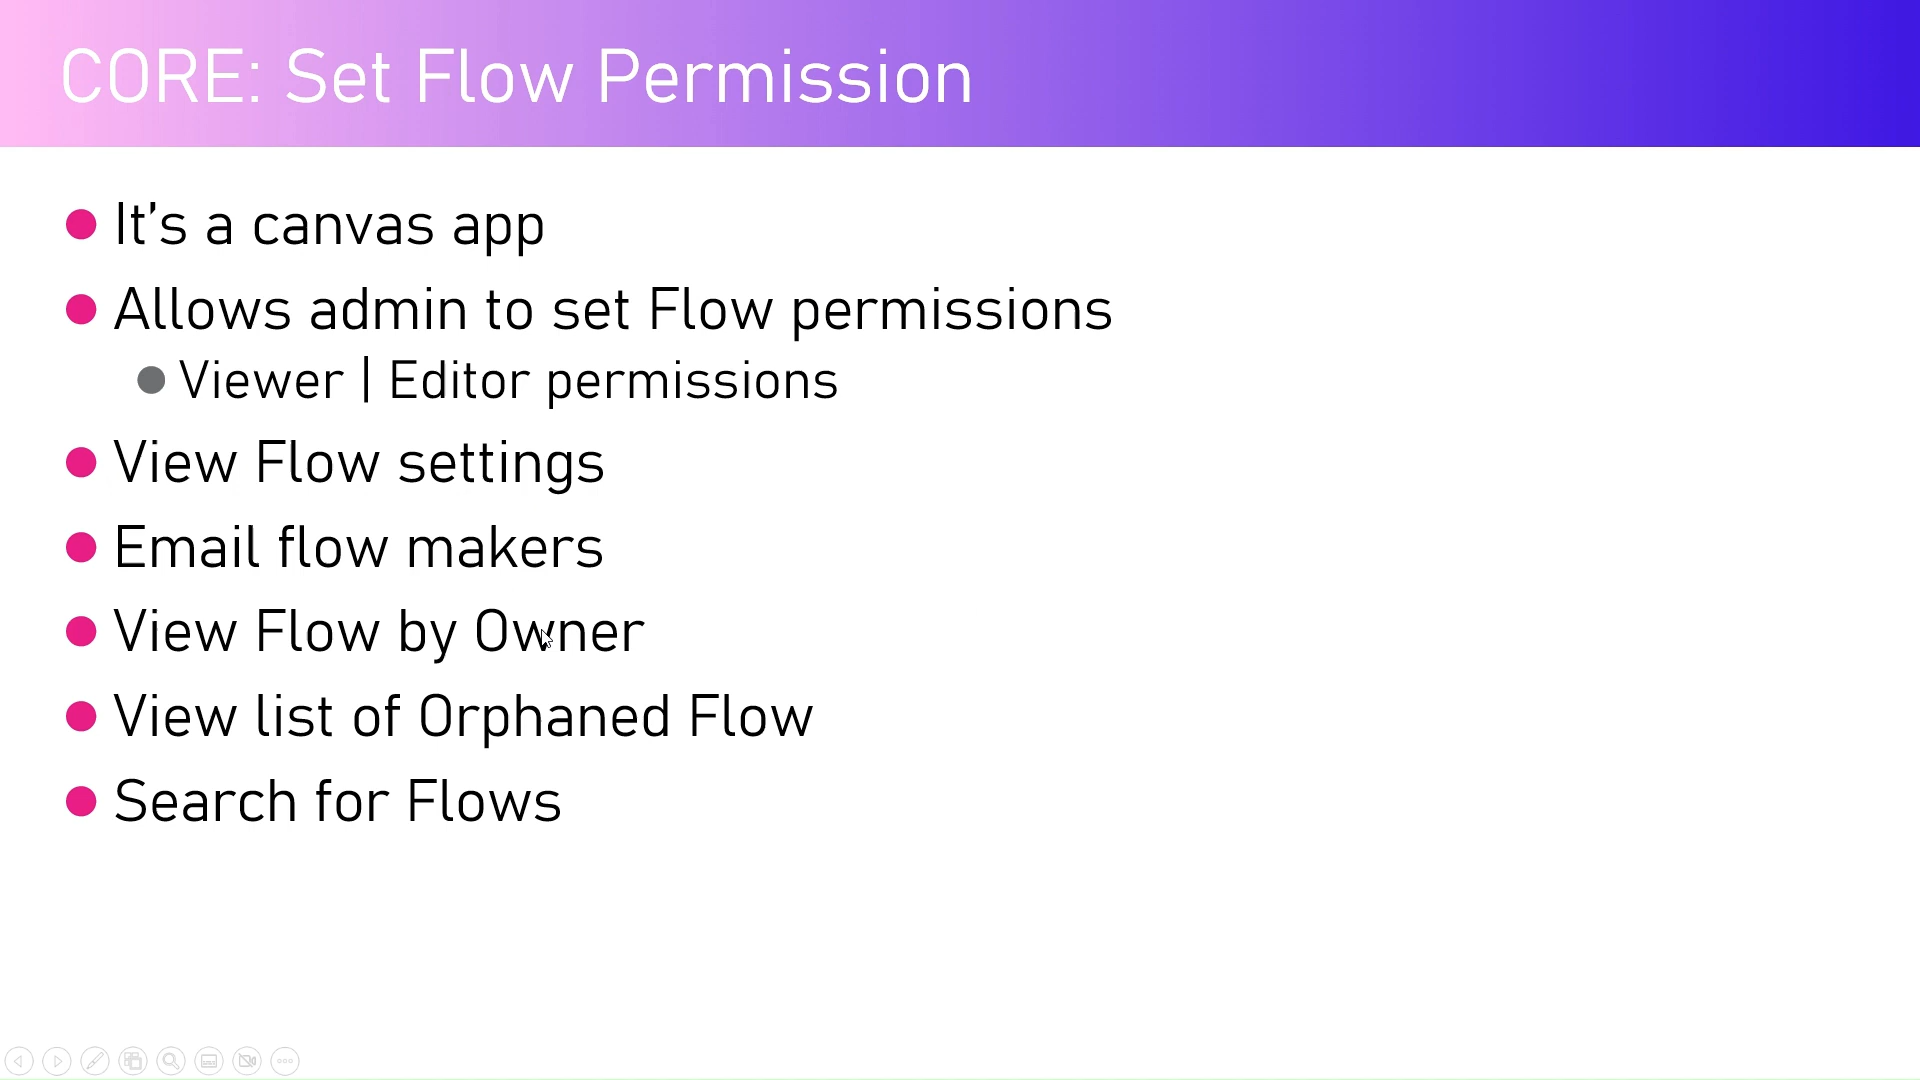 CORE: Set Flow Permission
It's a canvas app
Allows admin to set Flow permissions
Viewer | Editor permissions
View Flow settings
Email flow makers
View Flow by Owner
View list of Orphaned Flow
Search for Flows